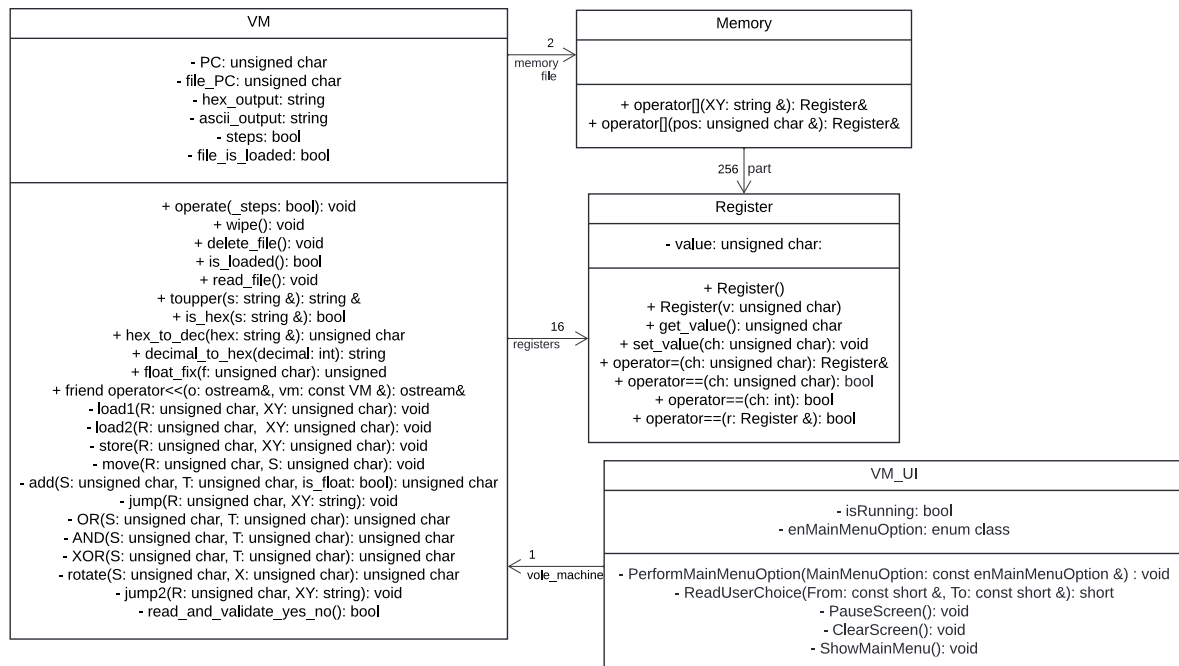 VM
- PC: unsigned char
- file_PC: unsigned char
- hex_output: string
- ascii_output: string
- steps: bool
- file_is_loaded: bool
+ operate(_steps: bool): void
+ wipe(): void
+ delete_file(): void
+ is_loaded(): bool
+ read_file(): void
+ toupper(s: string &): string &
+ is_hex(s: string &): bool
+ hex_to_dec(hex: string &): unsigned char
+ decimal_to_hex(decimal: int): string
+ float_fix(f: unsigned char): unsigned
+ friend operator<<(o: ostream&, vm: const VM &): ostream&
- load1(R: unsigned char, XY: unsigned char): void
- load2(R: unsigned char, XY: unsigned char): void
- store(R: unsigned char, XY: unsigned char): void
- move(R: unsigned char, S: unsigned char): void
- add(S: unsigned char, T: unsigned char, is_float: bool): unsigned char
- jump(R: unsigned char, XY: string): void
- OR(S: unsigned char, T: unsigned char): unsigned char
- AND(S: unsigned char, T: unsigned char): unsigned char
- XOR(S: unsigned char, T: unsigned char): unsigned char
- rotate(S: unsigned char, X: unsigned char): unsigned char
- jump2(R: unsigned char, XY: string): void
- read_and_validate_yes_no(): bool
2
memory
file
Memory
+ operator[](XY: string &): Register&
+ operator[](pos: unsigned char &): Register&
256 part
16
registers
Register
- value: unsigned char:
+ Register()
+ Register(v: unsigned char)
+ get_value(): unsigned char
+ set_value(ch: unsigned char): void
+ operator=(ch: unsigned char): Register&
+ operator==(ch: unsigned char): bool
+ operator==(ch: int): bool
+ operator==(r: Register &): bool
1
vole_machine
VM_UI
- isRunning: bool
- enMainMenuOption: enum class
- PerformMainMenuOption(MainMenuOption: const enMainMenuOption &) : void
- ReadUserChoice(From: const short &, To: const short &): short
- PauseScreen(): void
- ClearScreen(): void
- ShowMainMenu(): void